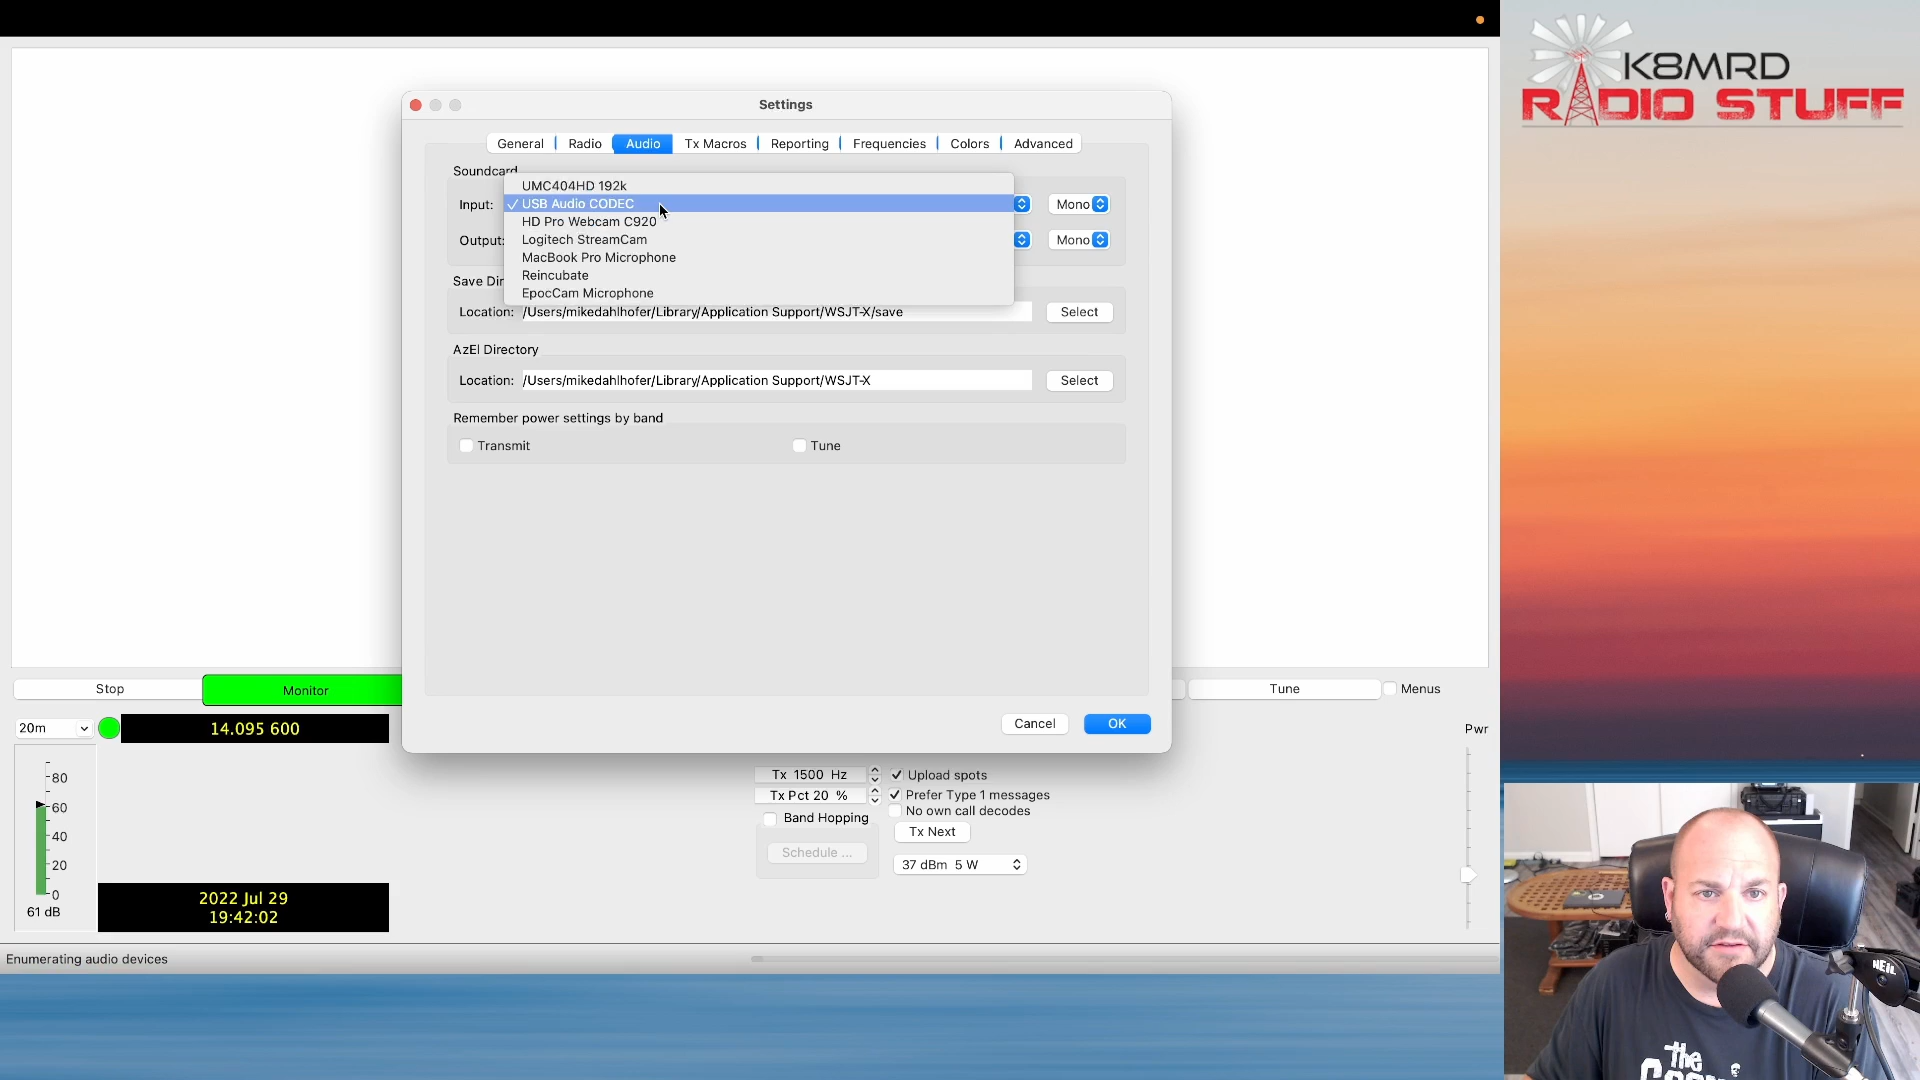 K8MRD
RADIO STUFF
Settings
General
Radio
Audio
Tx Macros
Reporting
Frequencies
Colors
Advanced
Soundcard
Input:
UMC404HD 192k
✓ USB Audio CODEC
HD Pro Webcam C920
Logitech StreamCam
MacBook Pro Microphone
Reincubate
EpocCam Microphone
Mono
Output:
Mono
Save Dir
Location: /Users/mikedahlhofer/Library/Application Support/WSJT-X/save
Select
AzEl Directory
Location: /Users/mikedahlhofer/Library/Application Support/WSJT-X
Select
Remember power settings by band
Transmit
Tune
Cancel
OK
Stop
Monitor
Tune
Menus
20m
14.095 600
Pwr
80
60
40
20
0
61 dB
2022 Jul 29
19:42:02
Tx 1500 Hz
Upload spots
Tx Pct 20 %
Prefer Type 1 messages
No own call decodes
Band Hopping
Tx Next
Schedule ...
37 dBm 5 W
Enumerating audio devices
NEIL
the